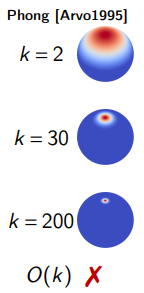 Phong [Arvo1995]
k = 2
k = 30
k = 200
O(k) ✗